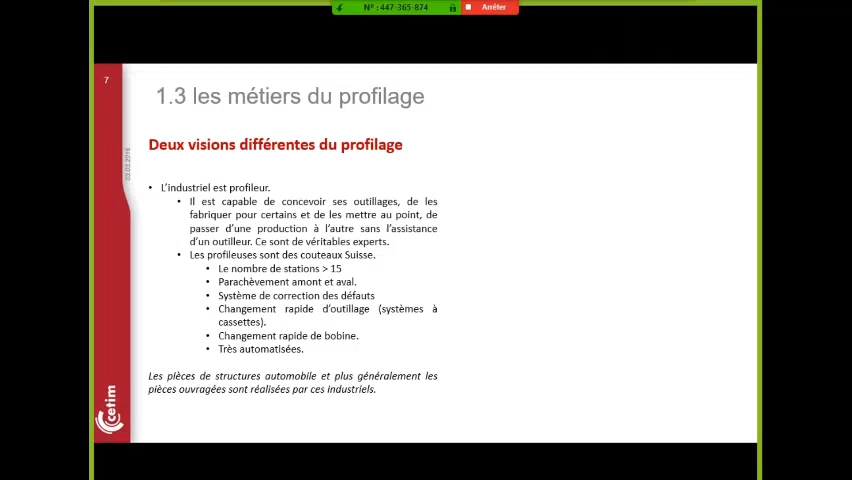 N° : 447-365-874
Arrêter
7
1.3 les métiers du profilage
Deux visions différentes du profilage
03.03.2016
• L'industriel est profileur.
• Il est capable de concevoir ses outillages, de les
fabriquer pour certains et de les mettre au point, de
passer d'une production à l'autre sans l'assistance
d'un outilleur. Ce sont de véritables experts.
• Les profileuses sont des couteaux Suisse.
• Le nombre de stations > 15
• Parachèvement amont et aval.
• Système de correction des défauts
• Changement rapide d'outillage (systèmes à
cassettes).
• Changement rapide de bobine.
• Très automatisées.
Les pièces de structures automobile et plus généralement les
pièces ouvragées sont réalisées par ces industriels.
cetim